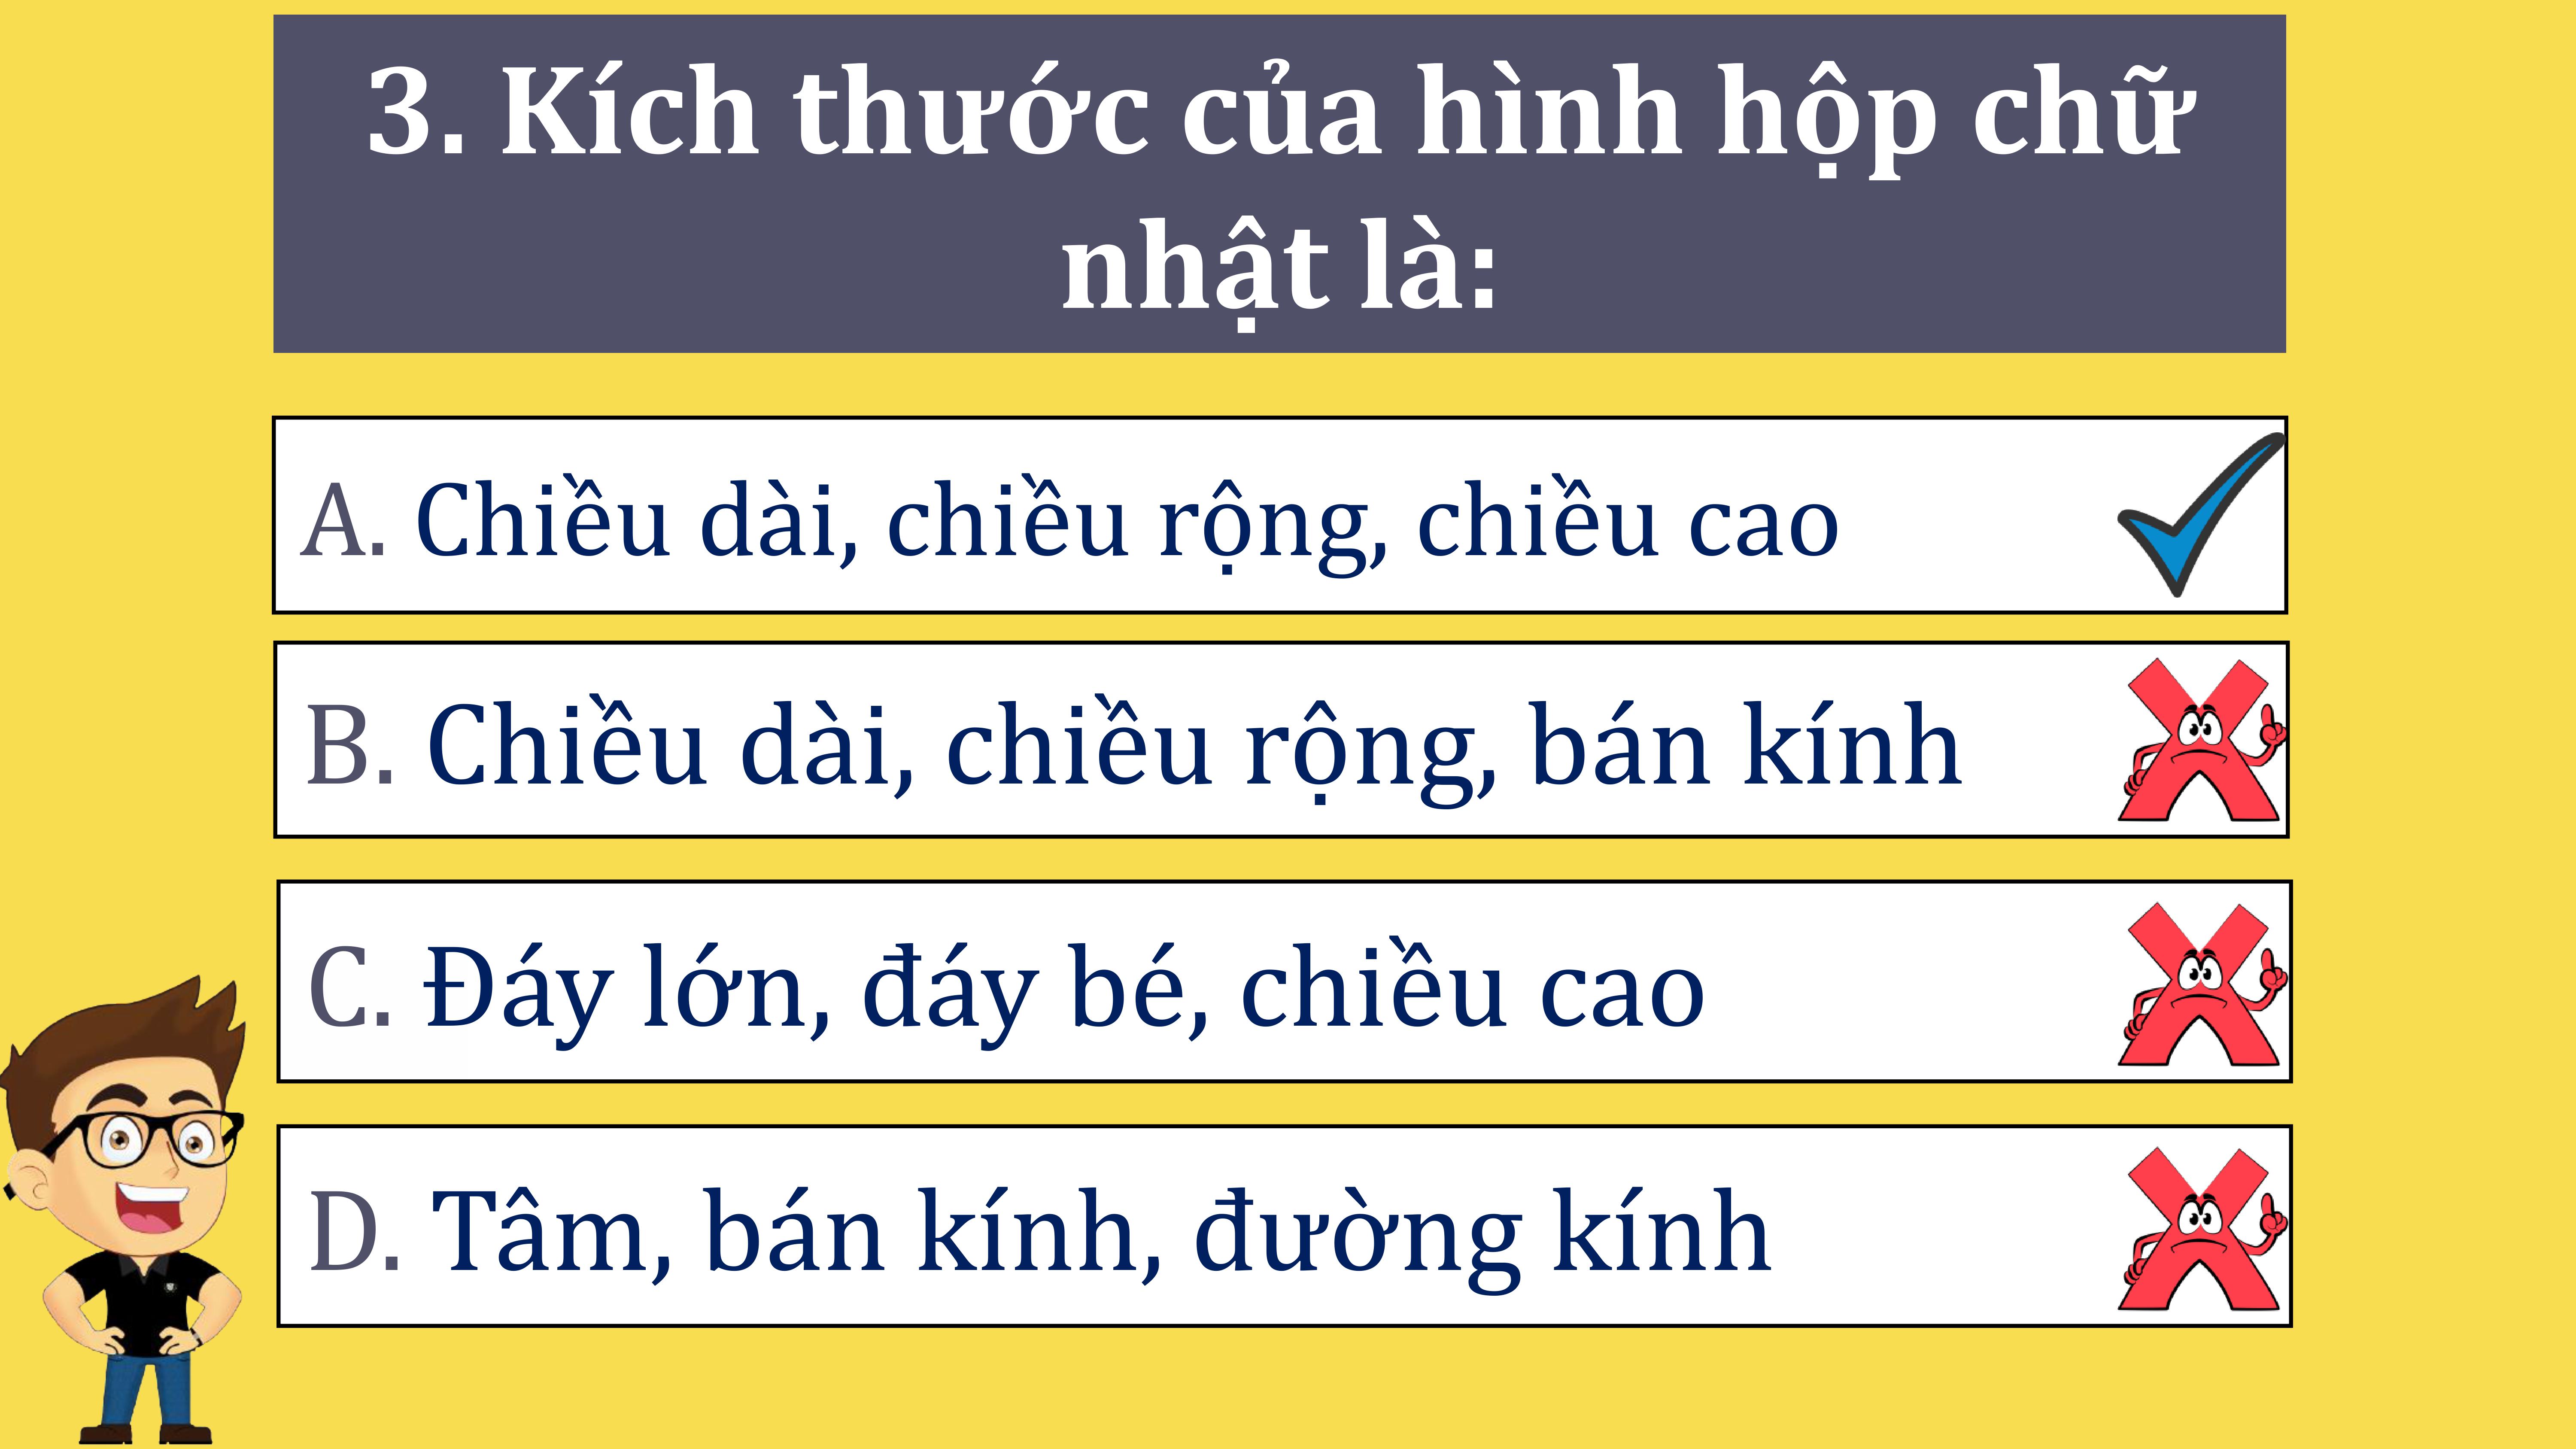 3. Kích thước của hình hộp chữ
nhật là:
A. Chiều dài, chiều rộng, chiều cao
B. Chiều dài, chiều rộng, bán kính
C. Đáy lớn, đáy bé, chiều cao
D. Tâm, bán kính, đường kính